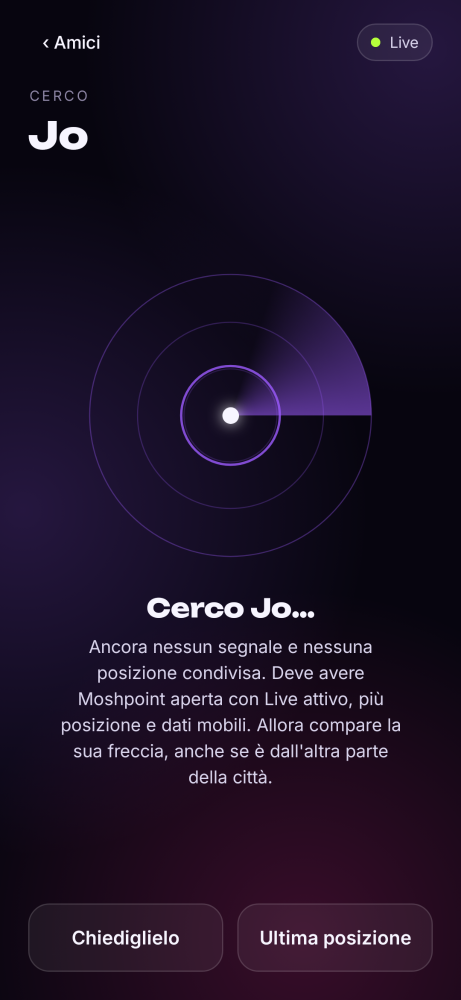 ‹ Amici
Live
CERCO
Jo
Cerco Jo...
Ancora nessun segnale e nessuna
posizione condivisa. Deve avere
Moshpoint aperta con Live attivo, più
posizione e dati mobili. Allora compare la
sua freccia, anche se è dall'altra parte
della città.
Chiediglielo
Ultima posizione